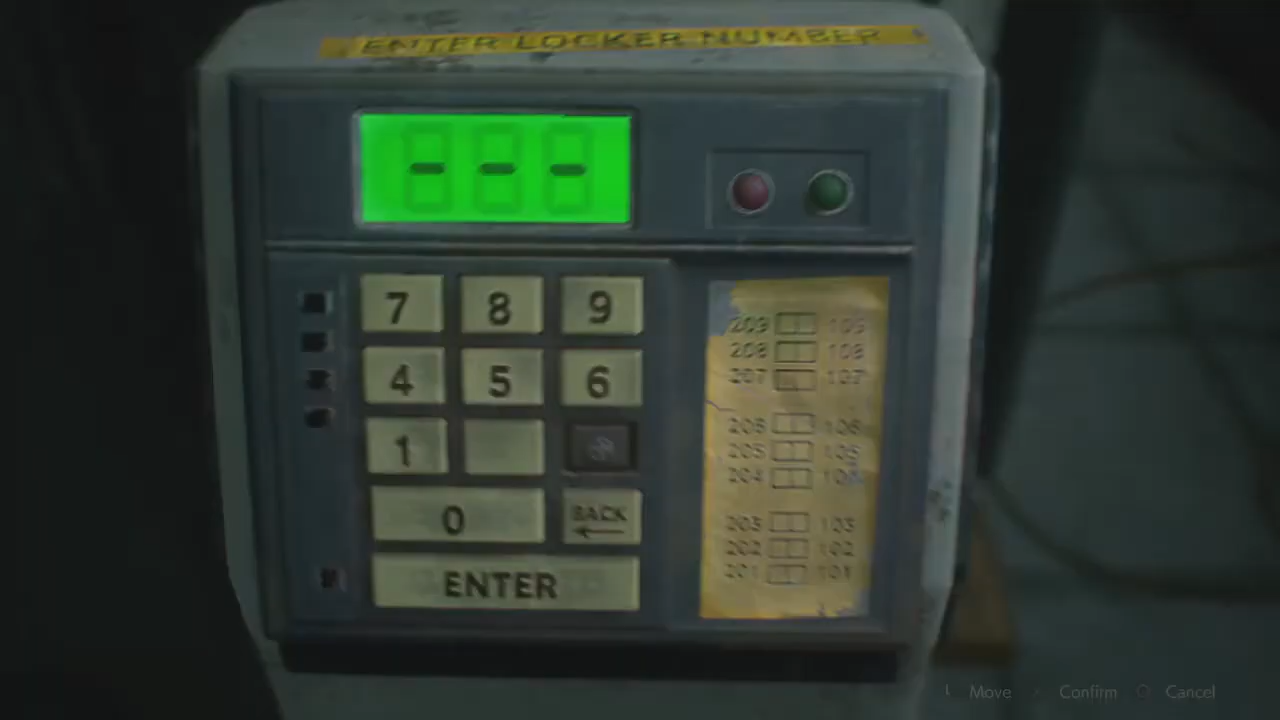 ENTER LOCKER NUMBER
- - -
7 8 9
4 5 6
1
0 BACK
ENTER
209 109
208 108
207 107
206 106
205 105
204 104
203 103
202 102
201 101
Move Confirm Cancel